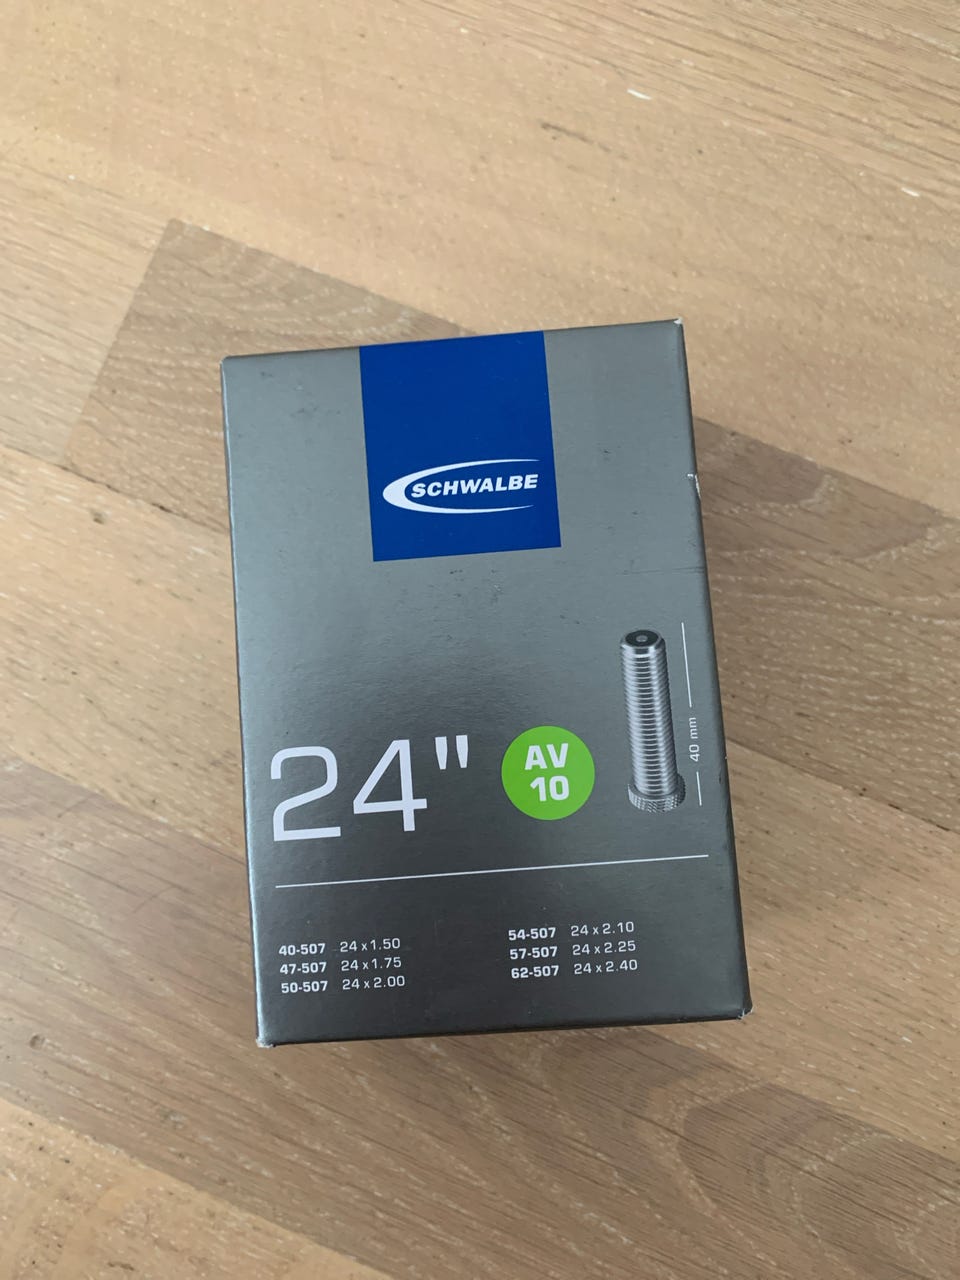 SCHWALBE
40 mm
24"
AV
10
40-507 24 x 1.50
47-507 24 x 1.75
50-507 24 x 2.00
54-507 24 x 2.10
57-507 24 x 2.25
62-507 24 x 2.40